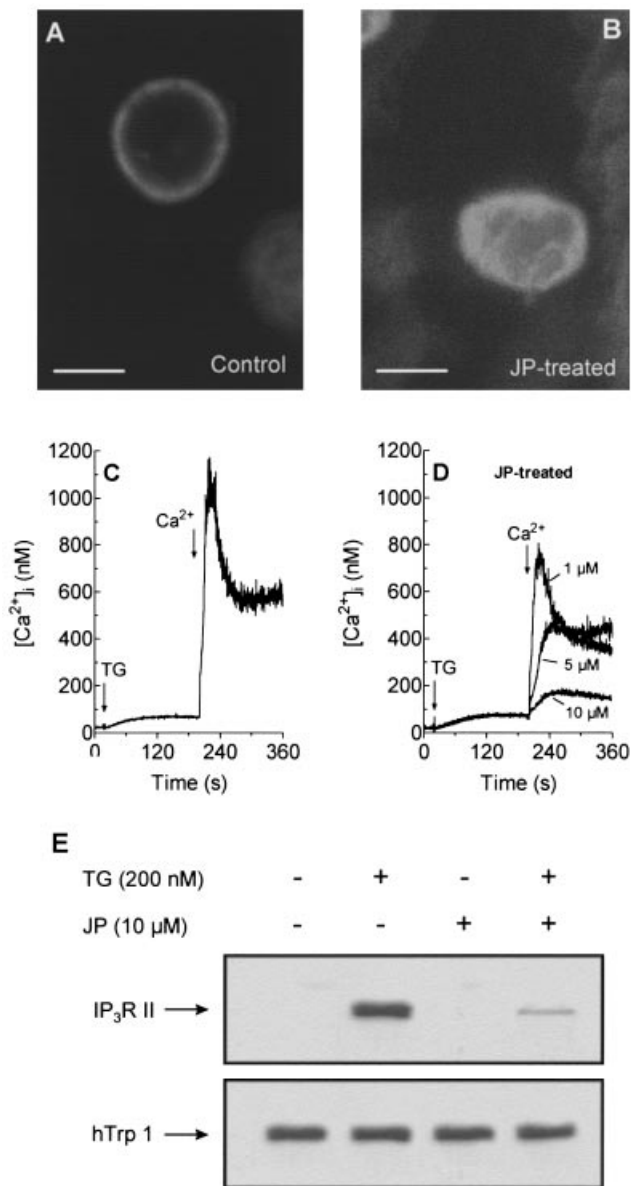 A
B
Control
JP-treated
1200
1000
800
600
400
200
0
[Ca²⁺]ᵢ (nM)
C
Ca²⁺
TG
0 120 240 360
Time (s)
1200
1000
800
600
400
200
0
[Ca²⁺]ᵢ (nM)
D
JP-treated
Ca²⁺
1 µM
5 µM
10 µM
TG
0 120 240 360
Time (s)
E
TG (200 nM) - + - +
JP (10 µM) - - + +
IP₃R II
hTrp 1